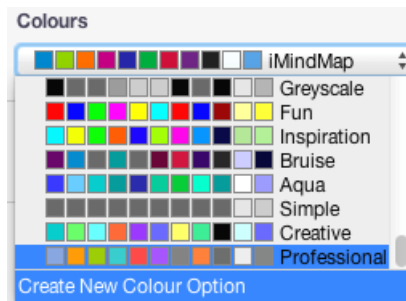 Colours
iMindMap
Greyscale
Fun
Inspiration
Bruise
Aqua
Simple
Creative
Professional
Create New Colour Option